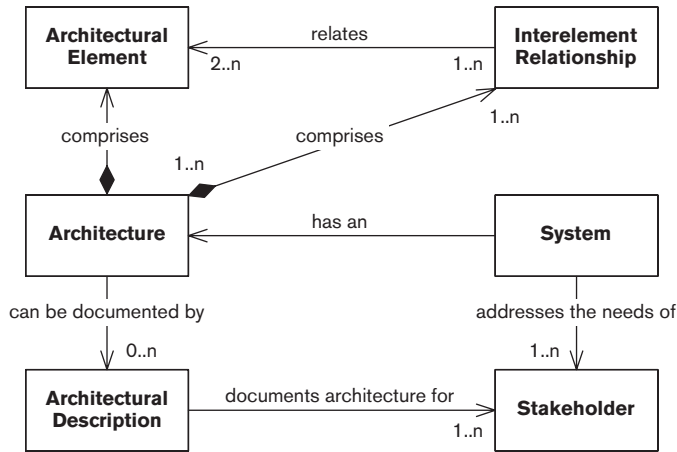 Architectural
Element
relates
2..n
1..n
Interelement
Relationship
1..n
comprises
1..n
comprises
Architecture
has an
System
can be documented by
addresses the needs of
0..n
1..n
Architectural
Description
documents architecture for
1..n
Stakeholder